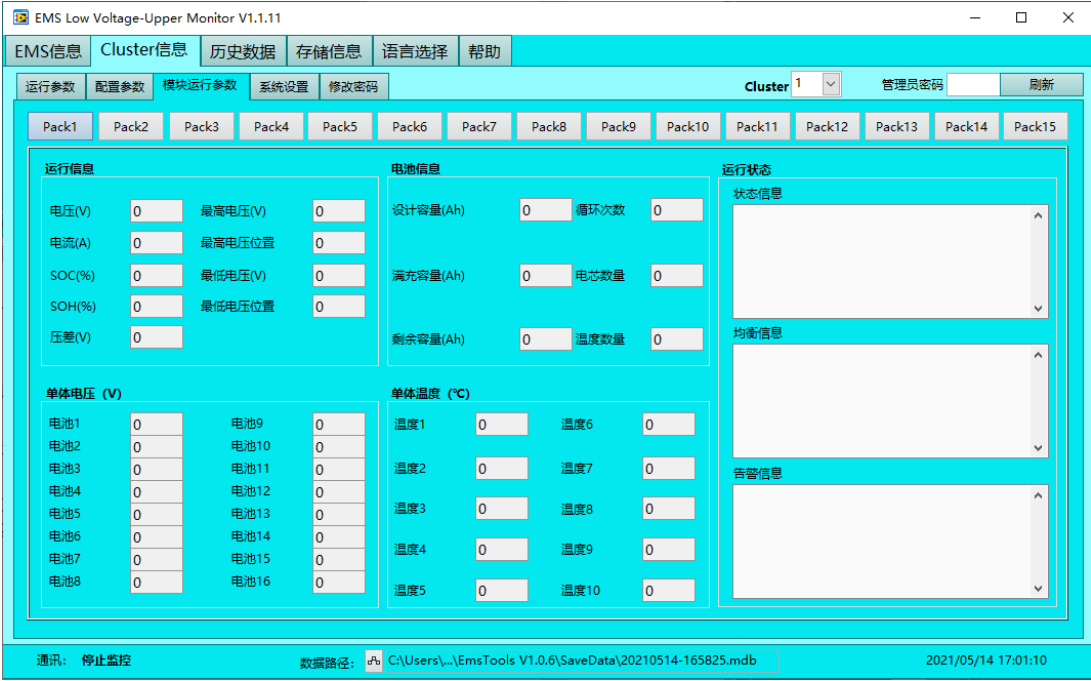 EMS Low Voltage-Upper Monitor V1.1.11
EMS信息 Cluster信息 历史数据 存储信息 语言选择 帮助
运行参数 配置参数 模块运行参数 系统设置 修改密码 Cluster 1 管理员密码 刷新
Pack1 Pack2 Pack3 Pack4 Pack5 Pack6 Pack7 Pack8 Pack9 Pack10 Pack11 Pack12 Pack13 Pack14 Pack15
运行信息
电压(V) 0 最高电压(V) 0
电流(A) 0 最高电压位置 0
SOC(%) 0 最低电压(V) 0
SOH(%) 0 最低电压位置 0
压差(V) 0
电池信息
设计容量(Ah) 0 循环次数 0
满充容量(Ah) 0 电芯数量 0
剩余容量(Ah) 0 温度数量 0
单体电压 (V)
电池1 0 电池9 0
电池2 0 电池10 0
电池3 0 电池11 0
电池4 0 电池12 0
电池5 0 电池13 0
电池6 0 电池14 0
电池7 0 电池15 0
电池8 0 电池16 0
单体温度 (℃)
温度1 0 温度6 0
温度2 0 温度7 0
温度3 0 温度8 0
温度4 0 温度9 0
温度5 0 温度10 0
运行状态
状态信息
均衡信息
告警信息
通讯: 停止监控 数据路径: C:\Users\...\EmsTools V1.0.6\SaveData\20210514-165825.mdb 2021/05/14 17:01:10